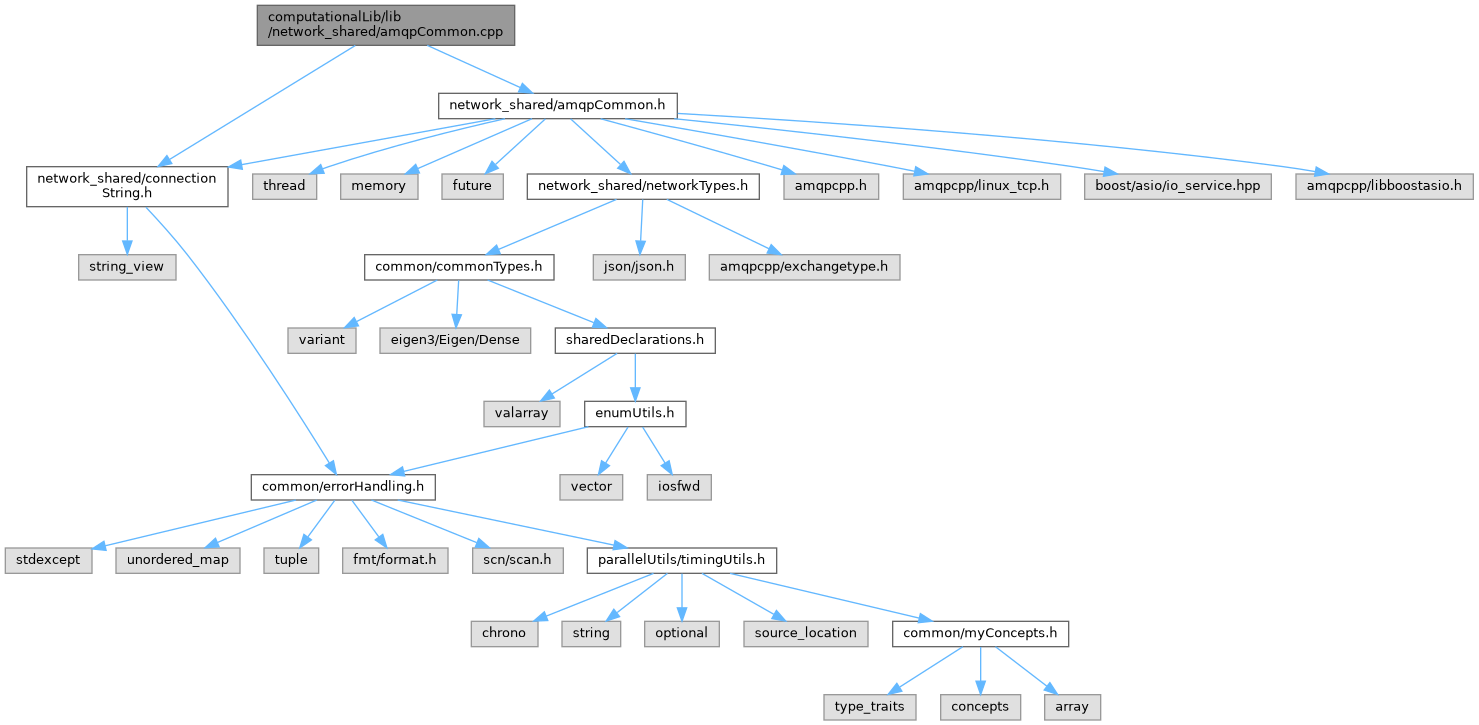 computationalLib/lib
/network_shared/amqpCommon.cpp
network_shared/amqpCommon.h
network_shared/connection
String.h
thread
memory
future
network_shared/networkTypes.h
amqpcpp.h
amqpcpp/linux_tcp.h
boost/asio/io_service.hpp
amqpcpp/libboostasio.h
string_view
common/commonTypes.h
json/json.h
amqpcpp/exchangetype.h
variant
eigen3/Eigen/Dense
sharedDeclarations.h
valarray
enumUtils.h
common/errorHandling.h
vector
iosfwd
stdexcept
unordered_map
tuple
fmt/format.h
scn/scan.h
parallelUtils/timingUtils.h
chrono
string
optional
source_location
common/myConcepts.h
type_traits
concepts
array